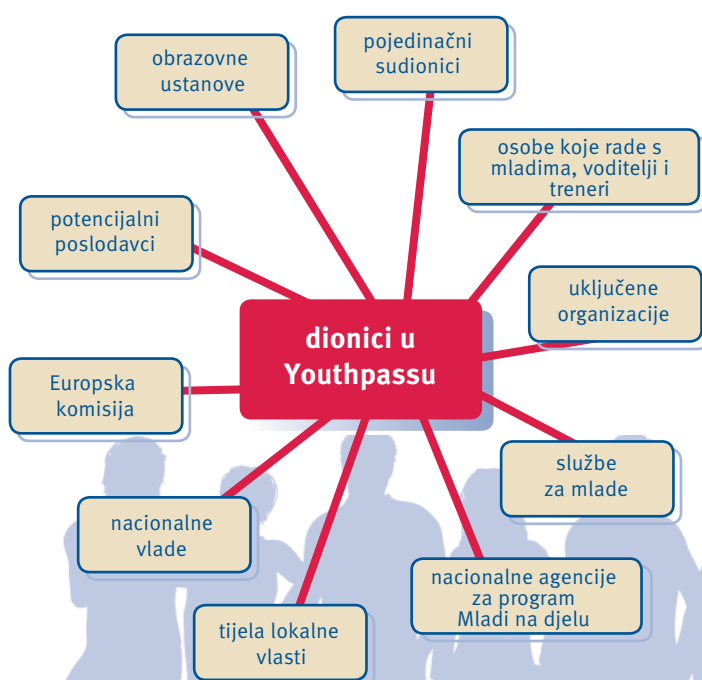 obrazovne
ustanove
pojedinačni
sudionici
osobe koje rade s
mladima, voditelji i
treneri
potencijalni
poslodavci
uključene
organizacije
dionici u
Youthpassu
Europska
komisija
službe
za mlade
nacionalne
vlade
nacionalne agencije
za program
Mladi na djelu
tijela lokalne
vlasti